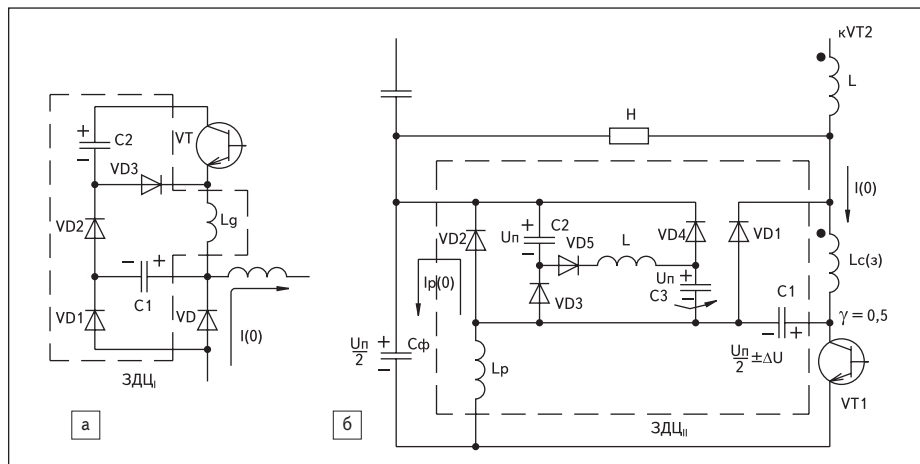 C2
+
−
VT
VD3
VD2
Lg
−
+
C1
VD1
VD
I(0)
ЗДЦI
а
кVT2
L
H
I(0)
VD2
+
C2
Uп
−
VD5
L
VD4
VD1
Lс(з)
Iр(0)
Uп
+
−
C3
VD3
C1
−
+
γ = 0,5
Uп
2
+
−
Cф
Uп
2
±ΔU
Lр
VT1
ЗДЦII
б